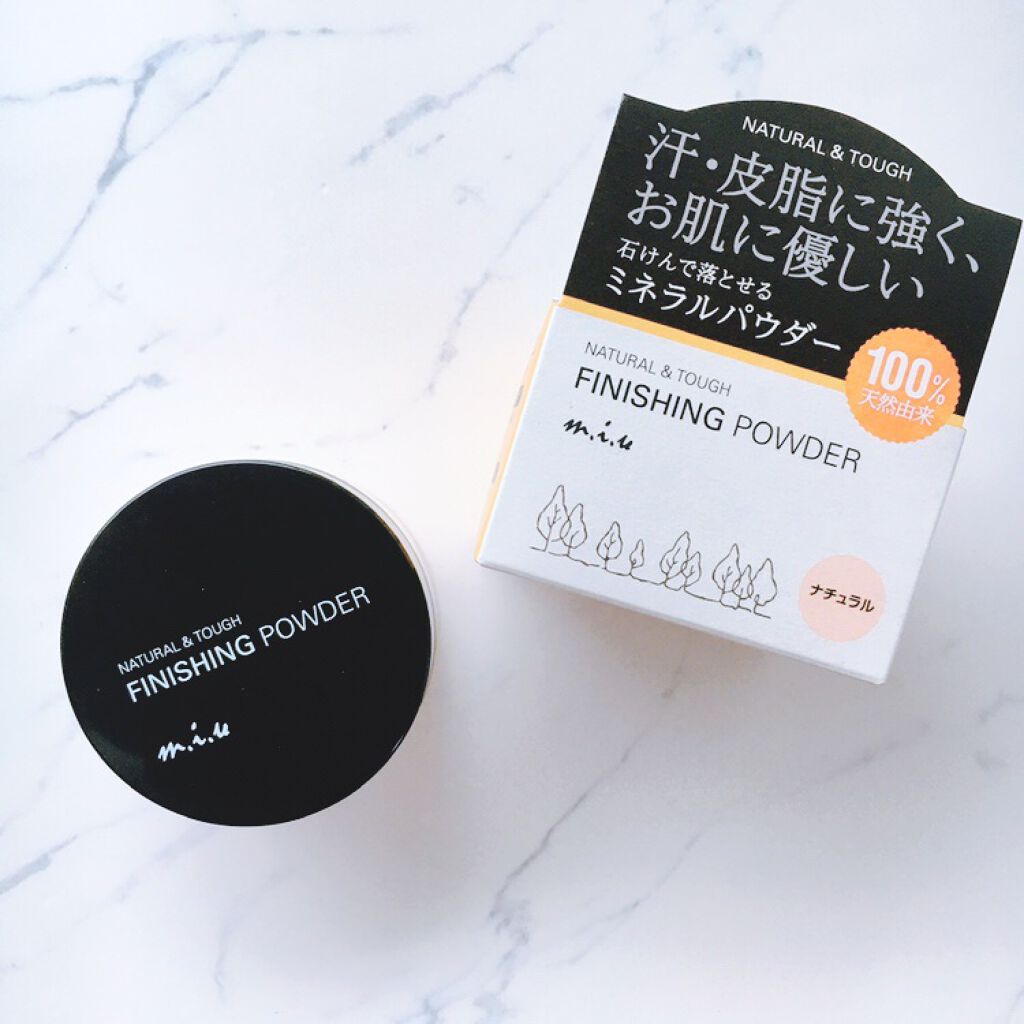 NATURAL & TOUGH
汗・皮脂に強く、
お肌に優しい
石けんで落とせる
ミネラルパウダー
100%
天然由来
NATURAL & TOUGH
FINISHING POWDER
m.i.u
ナチュラル
NATURAL & TOUGH
FINISHING POWDER
m.i.u